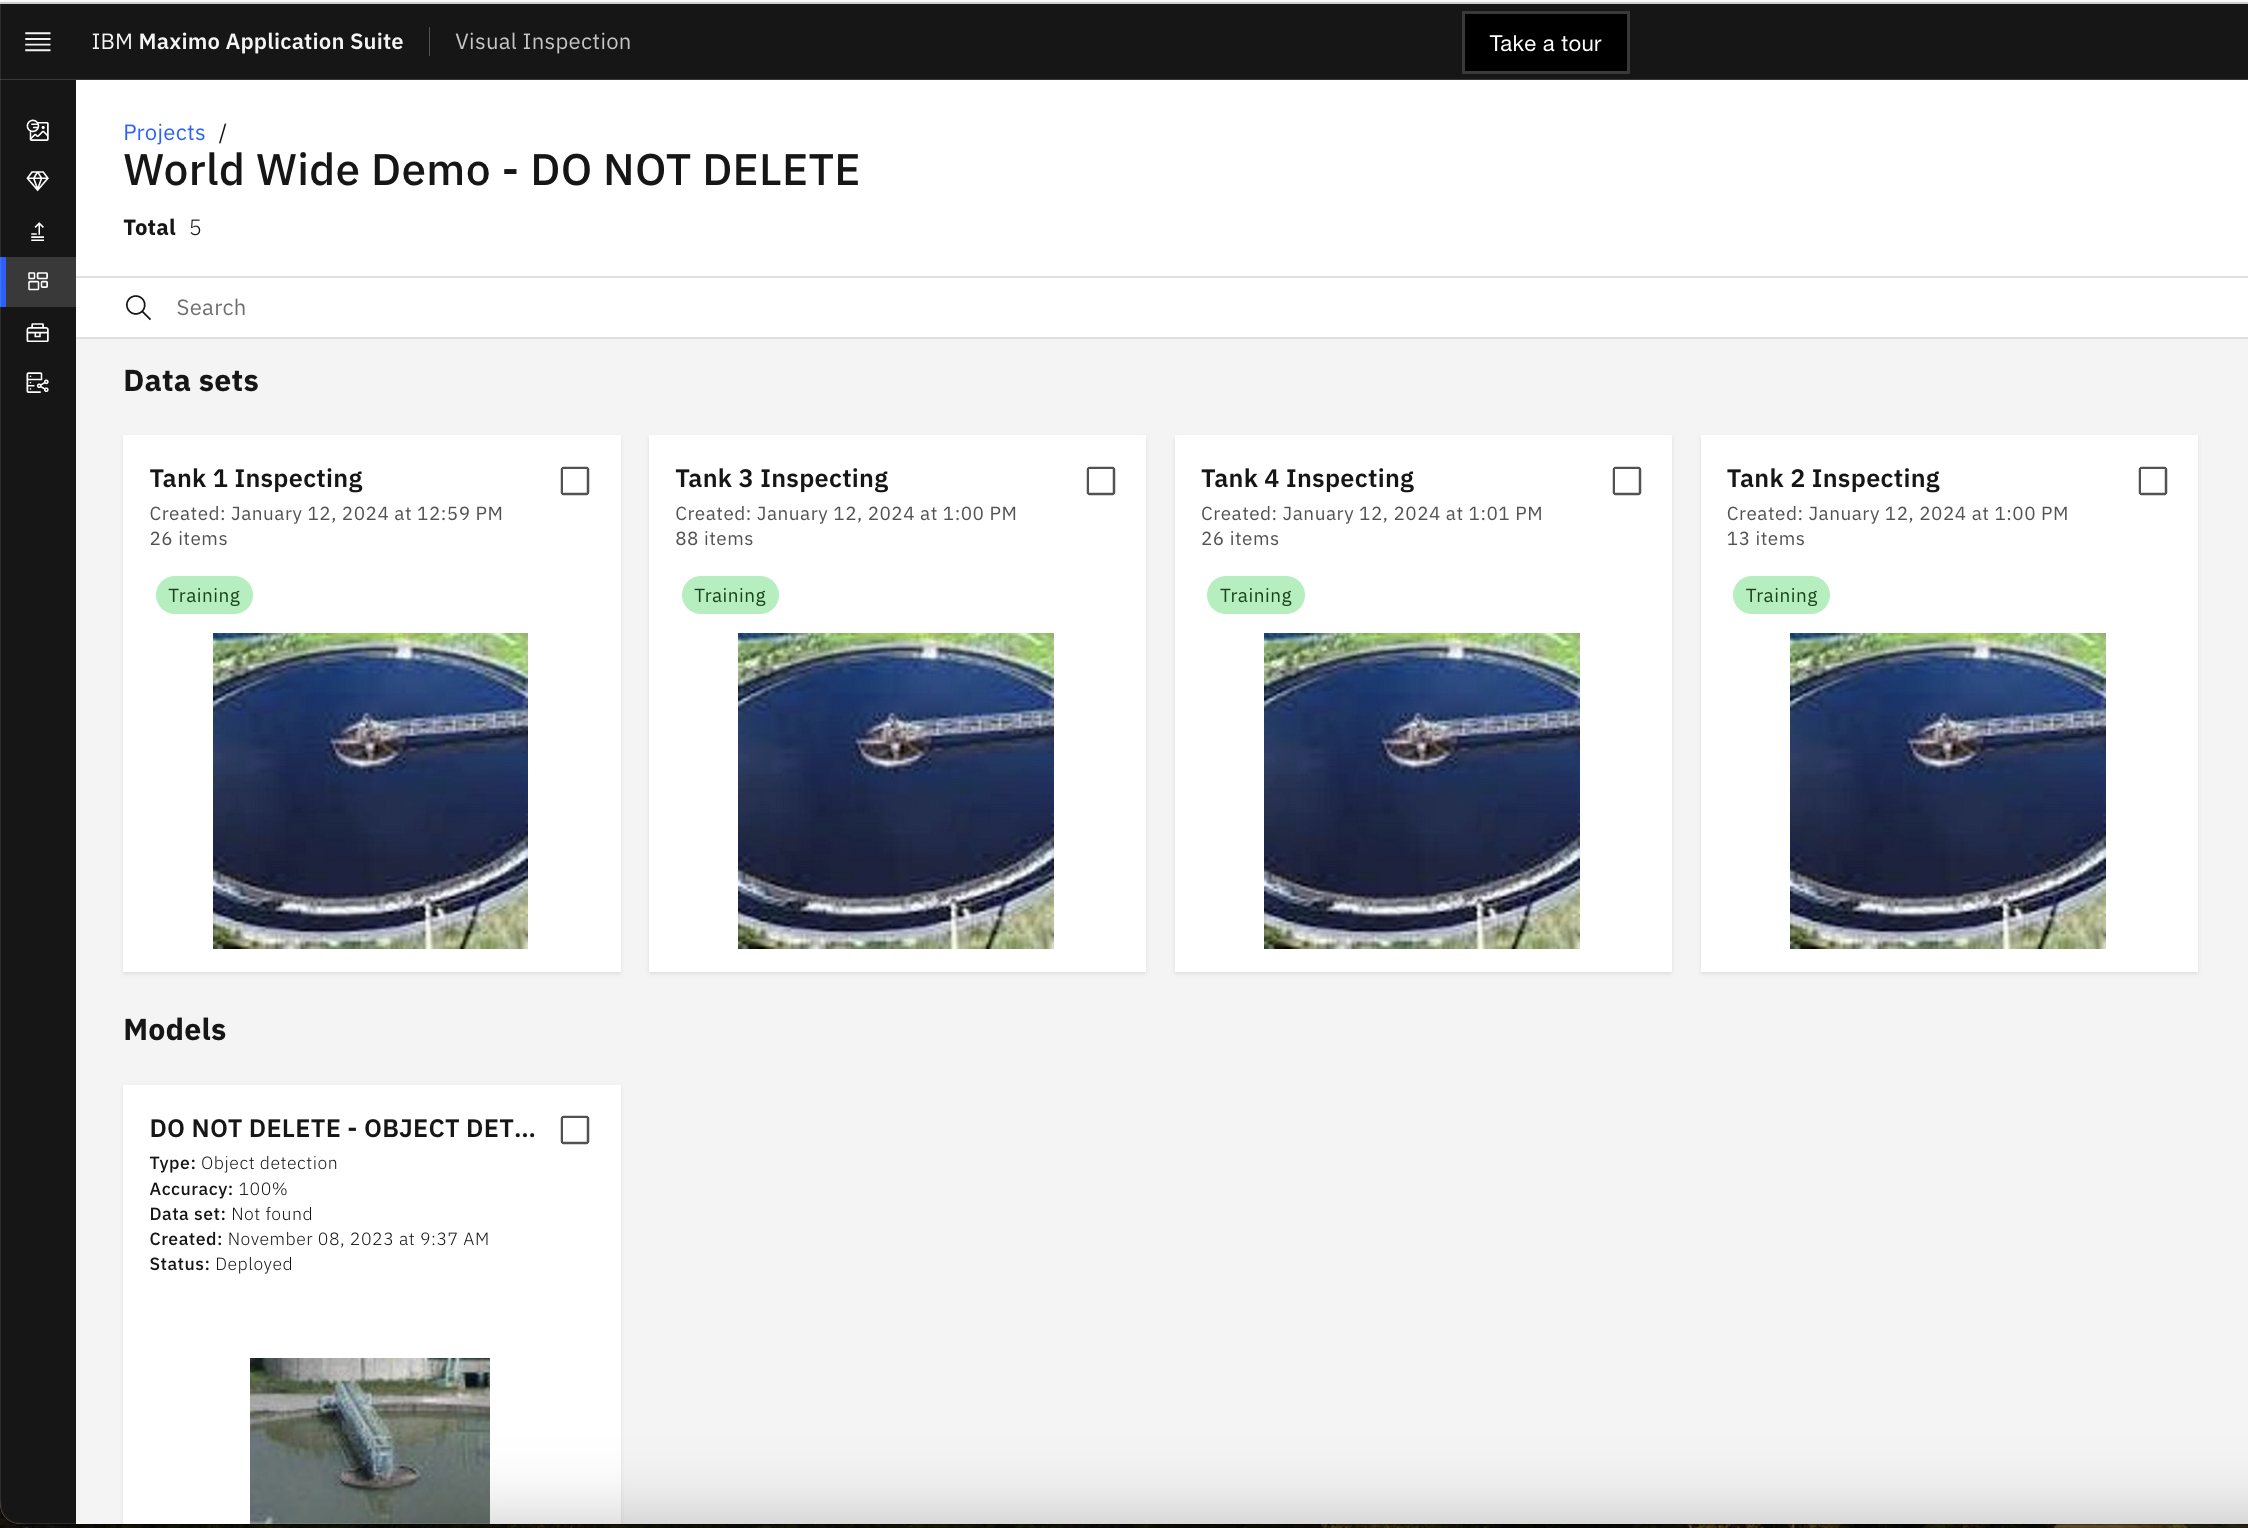 IBM Maximo Application Suite
Visual Inspection
Take a tour
Projects /
World Wide Demo - DO NOT DELETE
Total 5
Search
Data sets
Tank 1 Inspecting
Created: January 12, 2024 at 12:59 PM
26 items
Training
Tank 3 Inspecting
Created: January 12, 2024 at 1:00 PM
88 items
Training
Tank 4 Inspecting
Created: January 12, 2024 at 1:01 PM
26 items
Training
Tank 2 Inspecting
Created: January 12, 2024 at 1:00 PM
13 items
Training
Models
DO NOT DELETE - OBJECT DET...
Type: Object detection
Accuracy: 100%
Data set: Not found
Created: November 08, 2023 at 9:37 AM
Status: Deployed